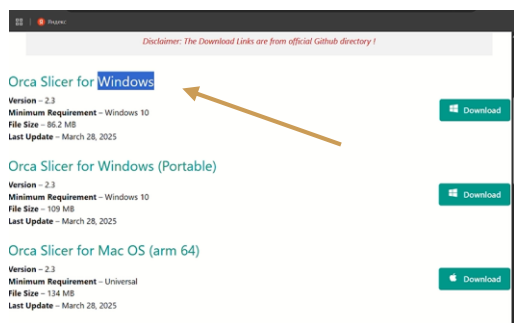 Disclaimer: The Download Links are from official Github directory !
Orca Slicer for Windows
Version – 2.3
Minimum Requirement – Windows 10
File Size – 86.2 MB
Last Update – March 28, 2025
Download
Orca Slicer for Windows (Portable)
Version – 2.3
Minimum Requirement – Windows 10
File Size – 109 MB
Last Update – March 28, 2025
Download
Orca Slicer for Mac OS (arm 64)
Version – 2.3
Minimum Requirement – Universal
File Size – 134 MB
Last Update – March 28, 2025
Download